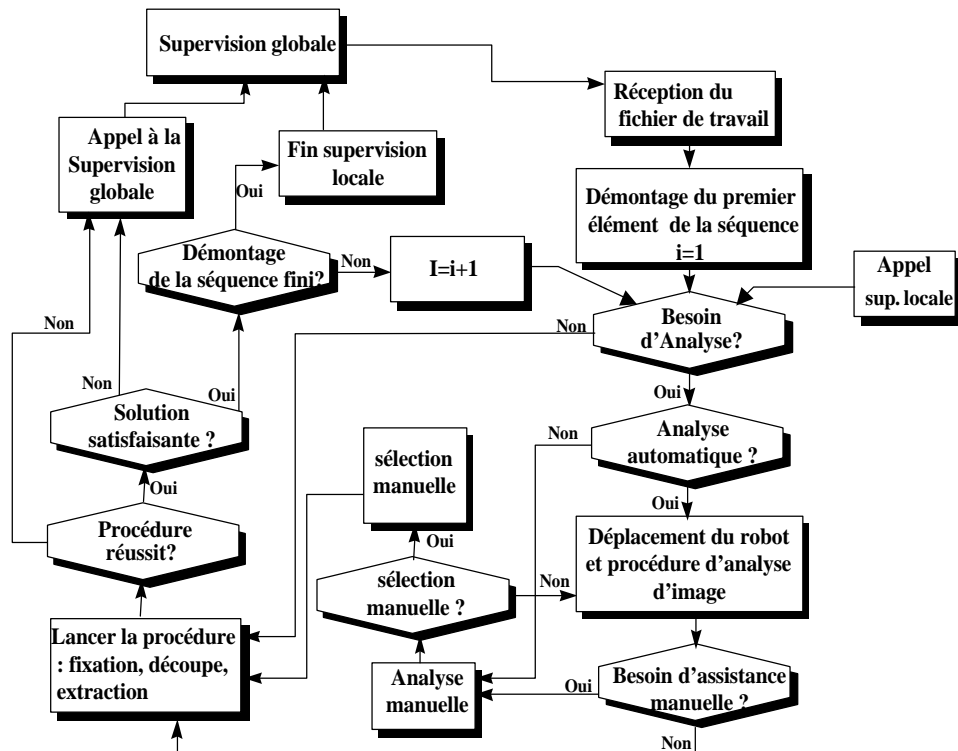 Supervision globale
Réception du
fichier de travail
Appel à la
Supervision
globale
Fin supervision
locale
Oui
Démontage du premier
élément de la séquence
i=1
Démontage
de la séquence fini?
Non
I=i+1
Appel
sup. locale
Non
Besoin
d'Analyse?
Non
Non
Oui
Oui
Solution
satisfaisante ?
Analyse
automatique ?
Non
sélection
manuelle
Oui
Oui
Procédure
réussit?
Oui
Déplacement du robot
et procédure d'analyse
d'image
sélection
manuelle ?
Non
Lancer la procédure
: fixation, découpe,
extraction
Analyse
manuelle
Oui
Besoin d'assistance
manuelle ?
Non